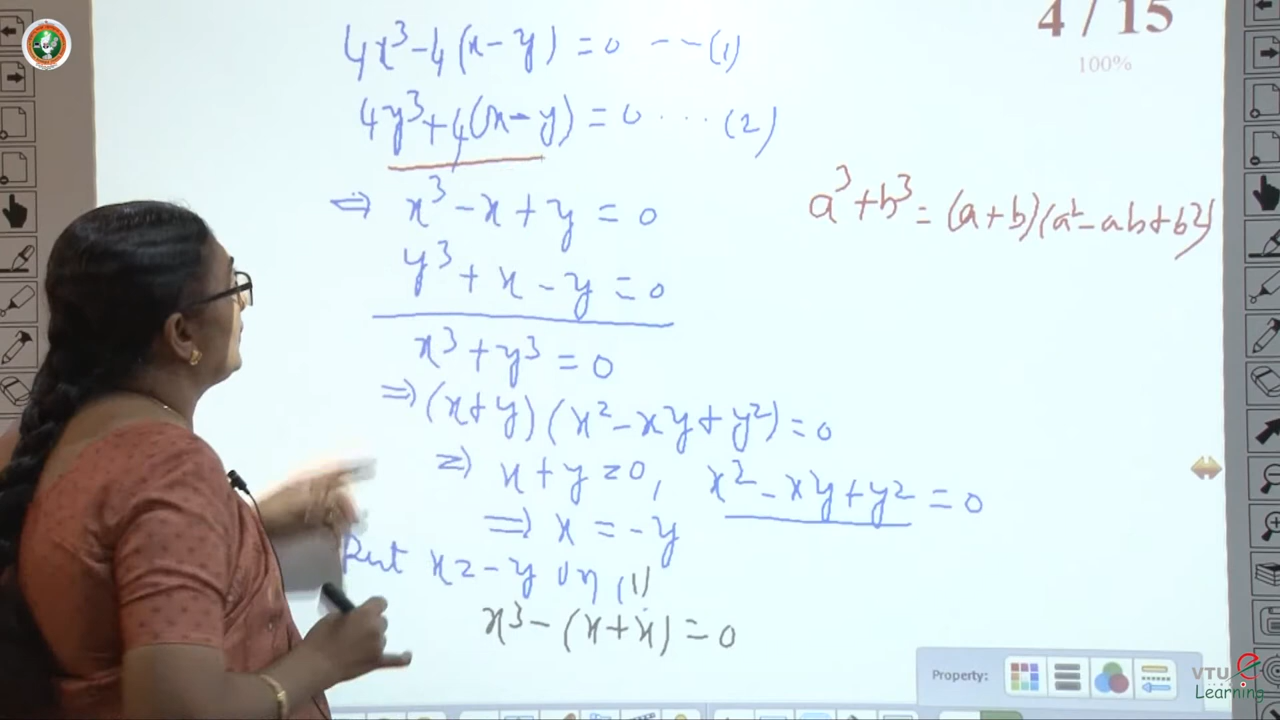 4 / 15
100%
4x³-4(x-y) = 0 --(1)
4y³+4(x-y) = 0 ... (2)
⇒ x³-x+y = 0
y³+x-y = 0
a³+b³ = (a+b)(a²-ab+b²)
x³+y³ = 0
⇒ (x+y)(x²-xy+y²) = 0
⇒ x+y = 0, x²-xy+y² = 0
⇒ x = -y
Put x = -y in (1)
x³-(x+x) = 0
Property:
VTU e
Learning